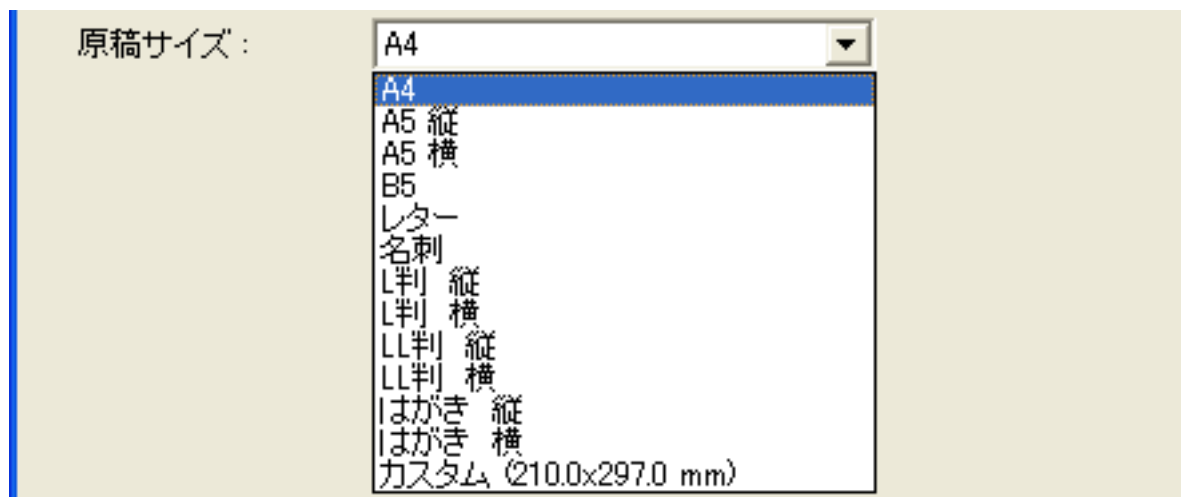 原稿サイズ： A4
A4
A5 縦
A5 横
B5
レター
名刺
L判 縦
L判 横
LL判 縦
LL判 横
はがき 縦
はがき 横
カスタム (210.0x297.0 mm)